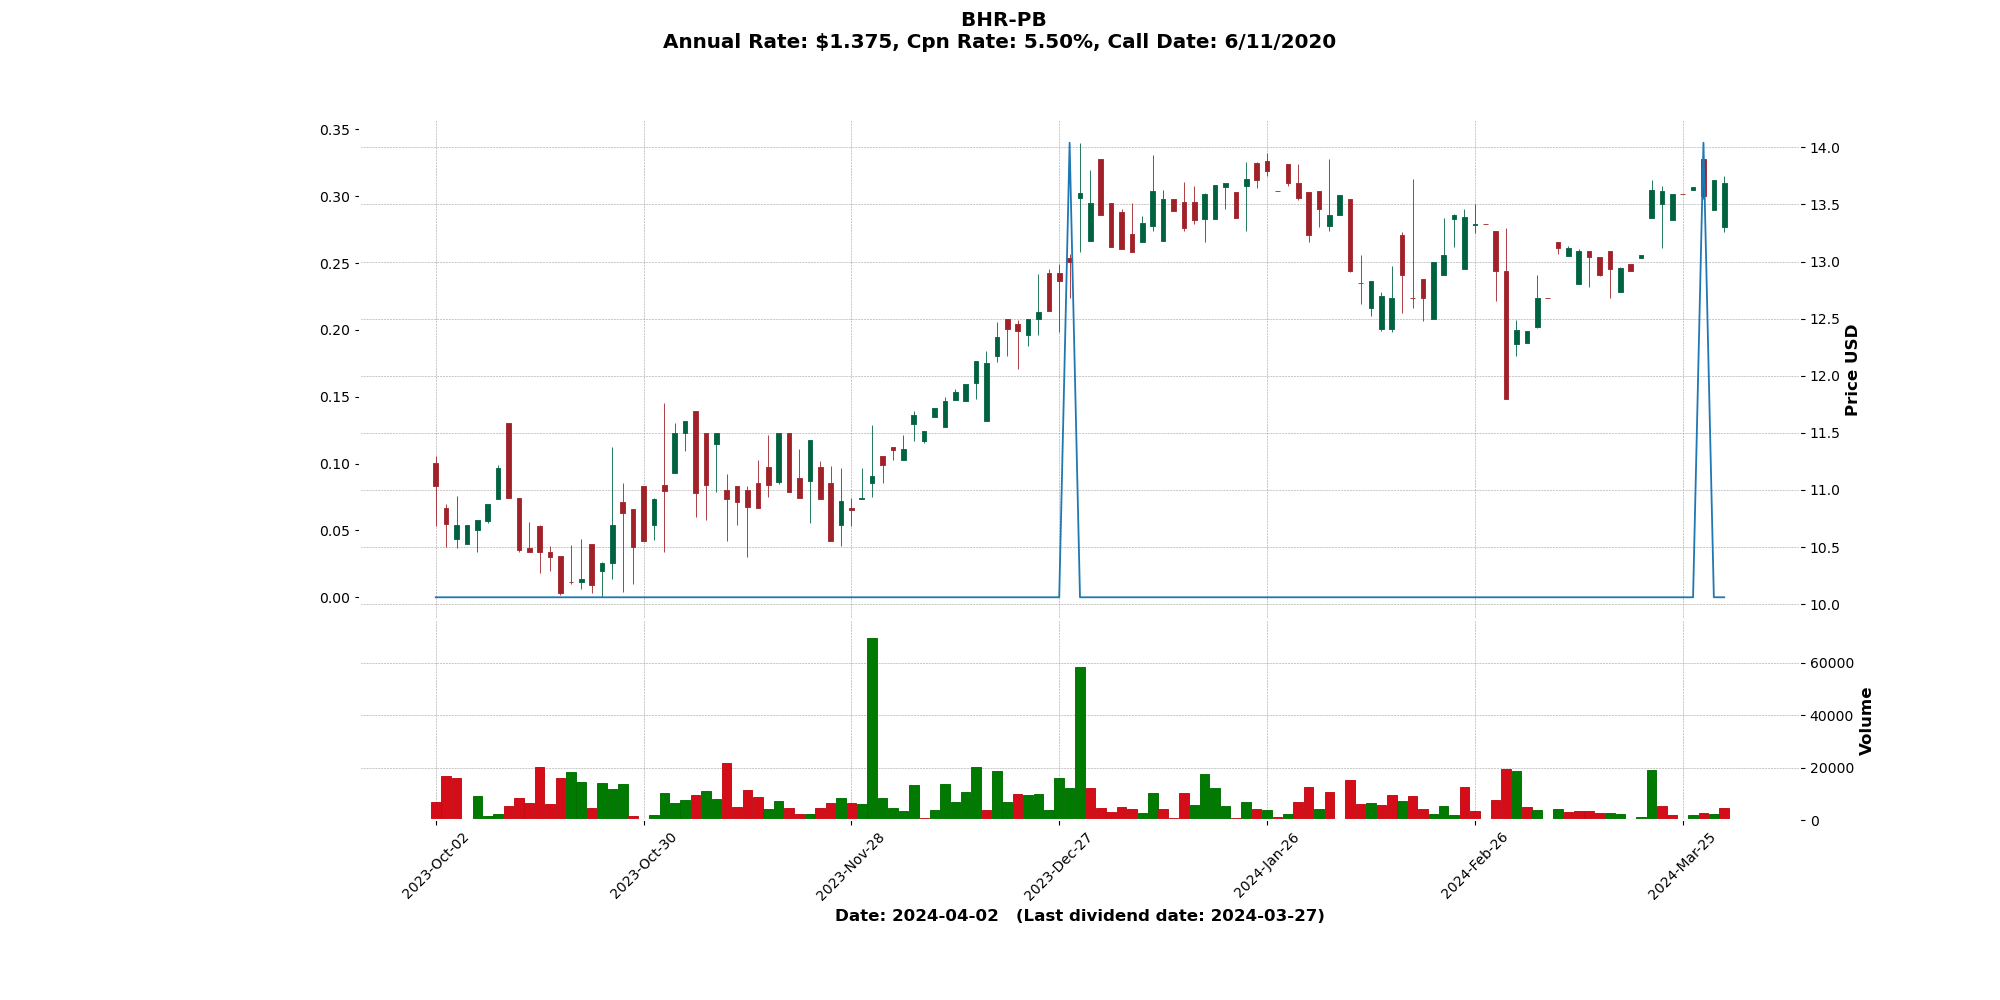 BHR-PB
Annual Rate: $1.375, Cpn Rate: 5.50%, Call Date: 6/11/2020
0.35
0.30
0.25
0.20
0.15
0.10
0.05
0.00
14.0
13.5
13.0
12.5
12.0
11.5
11.0
10.5
10.0
Price USD
60000
40000
20000
0
Volume
2023-Oct-02
2023-Oct-30
2023-Nov-28
2023-Dec-27
2024-Jan-26
2024-Feb-26
2024-Mar-25
Date: 2024-04-02 (Last dividend date: 2024-03-27)